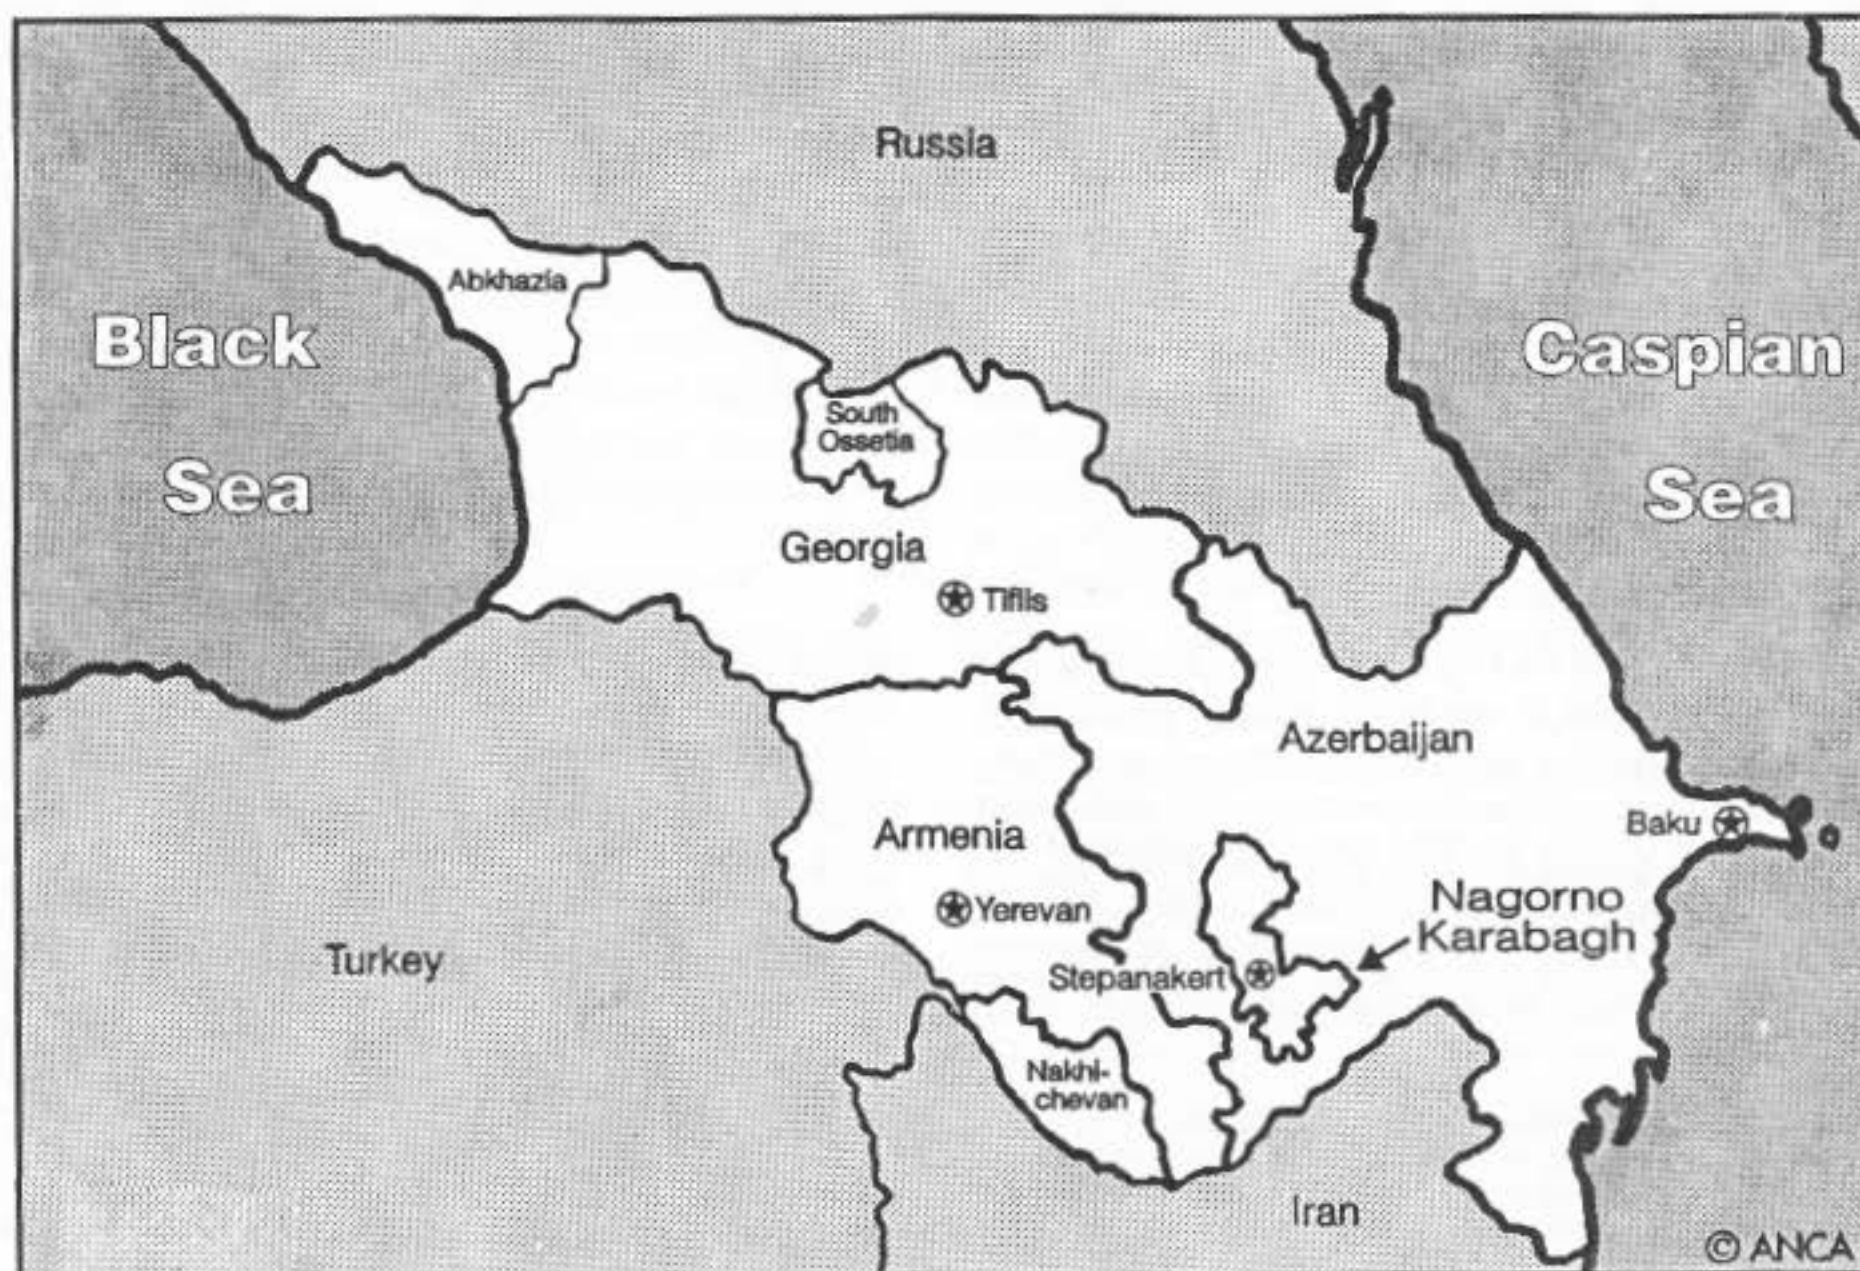 Russia
Abkhazia
Black
Sea
Caspian
Sea
South
Ossetia
Georgia
Tiflis
Azerbaijan
Baku
Armenia
Yerevan
Nagorno
Karabagh
Stepanakert
Turkey
Nakhi-
chevan
Iran
© ANCA